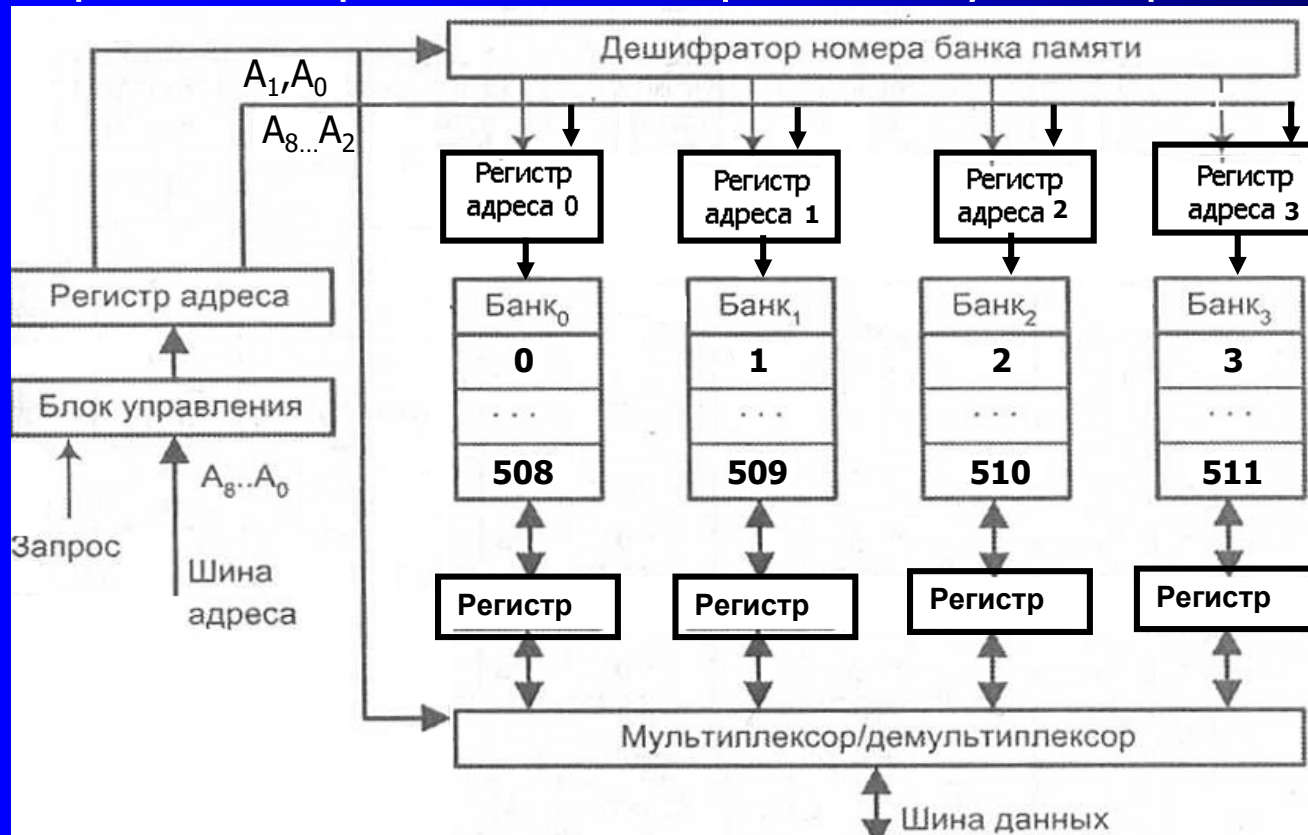 Дешифратор номера банка памяти
A₁,A₀
A₈...A₂
Регистр
адреса 0
Регистр
адреса 1
Регистр
адреса 2
Регистр
адреса 3
Регистр адреса
Блок управления
A₈..A₀
Запрос
Шина
адреса
Банк₀
Банк₁
Банк₂
Банк₃
0
1
2
3
...
...
...
...
508
509
510
511
Регистр
Регистр
Регистр
Регистр
Мультиплексор/демультиплексор
Шина данных